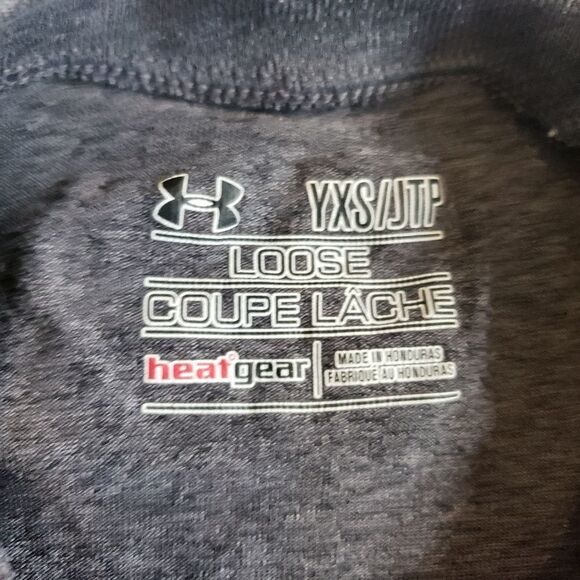 YXS/JTP
LOOSE
COUPE LÂCHE
heatgear
MADE IN HONDURAS
FABRIQUÉ AU HONDURAS